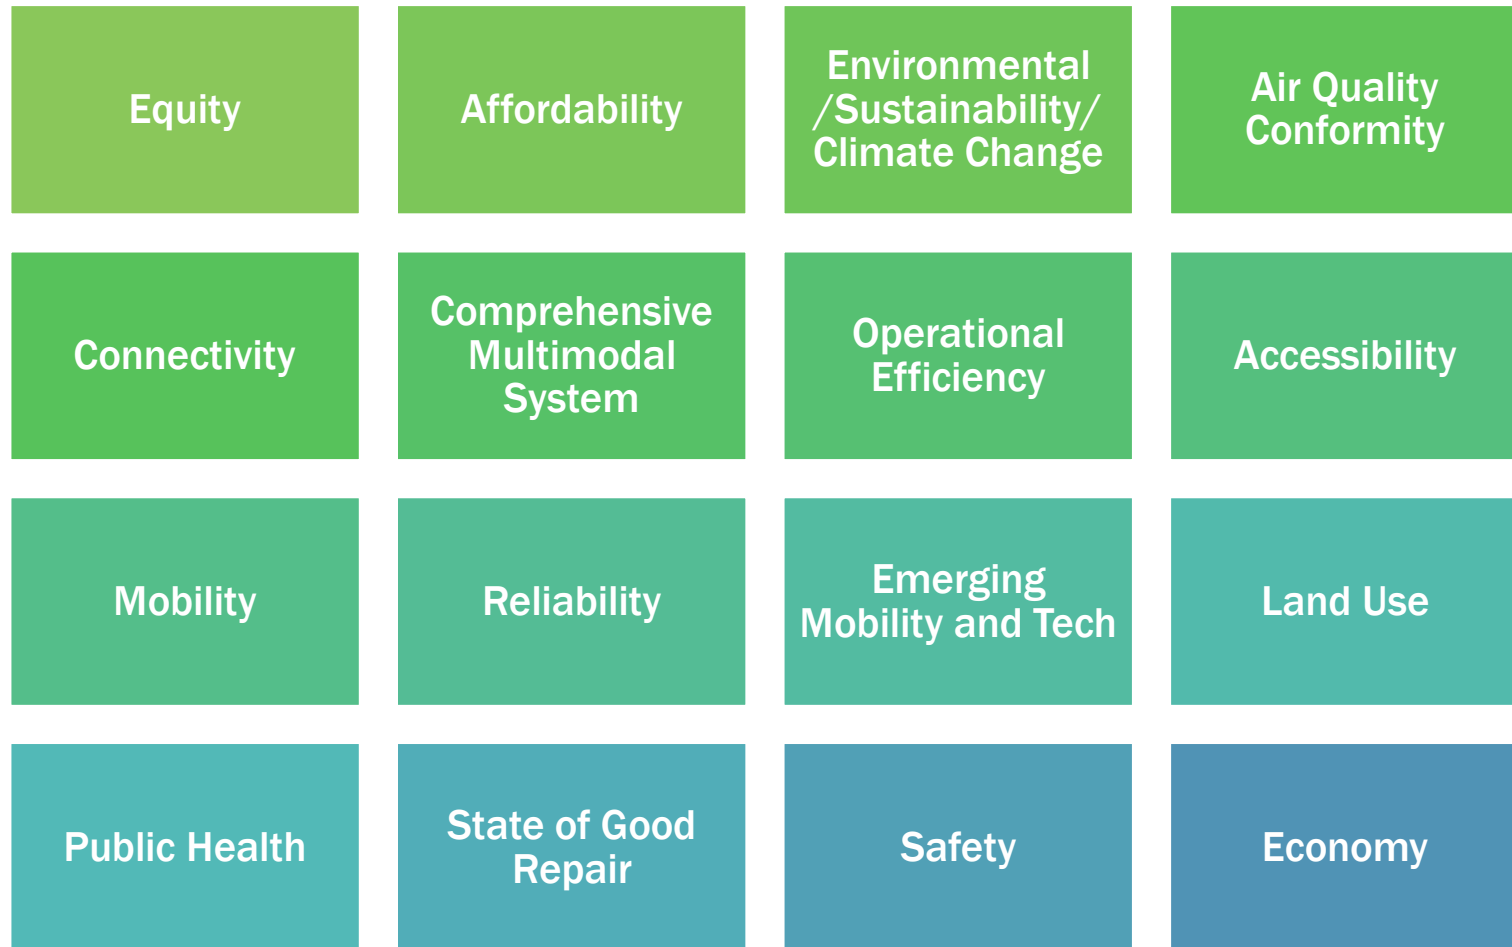 Equity
Affordability
Environmental
/Sustainability/
Climate Change
Air Quality
Conformity
Connectivity
Comprehensive
Multimodal
System
Operational
Efficiency
Accessibility
Mobility
Reliability
Emerging
Mobility and Tech
Land Use
Public Health
State of Good
Repair
Safety
Economy